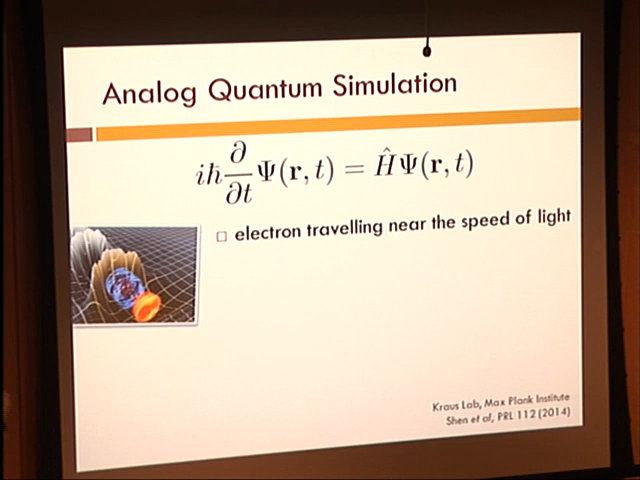 Analog Quantum Simulation
iℏ ∂/∂t Ψ(r, t) = ĤΨ(r, t)
electron travelling near the speed of light
Kraus Lab, Max Plank Institute
Shen et al, PRL 112 (2014)